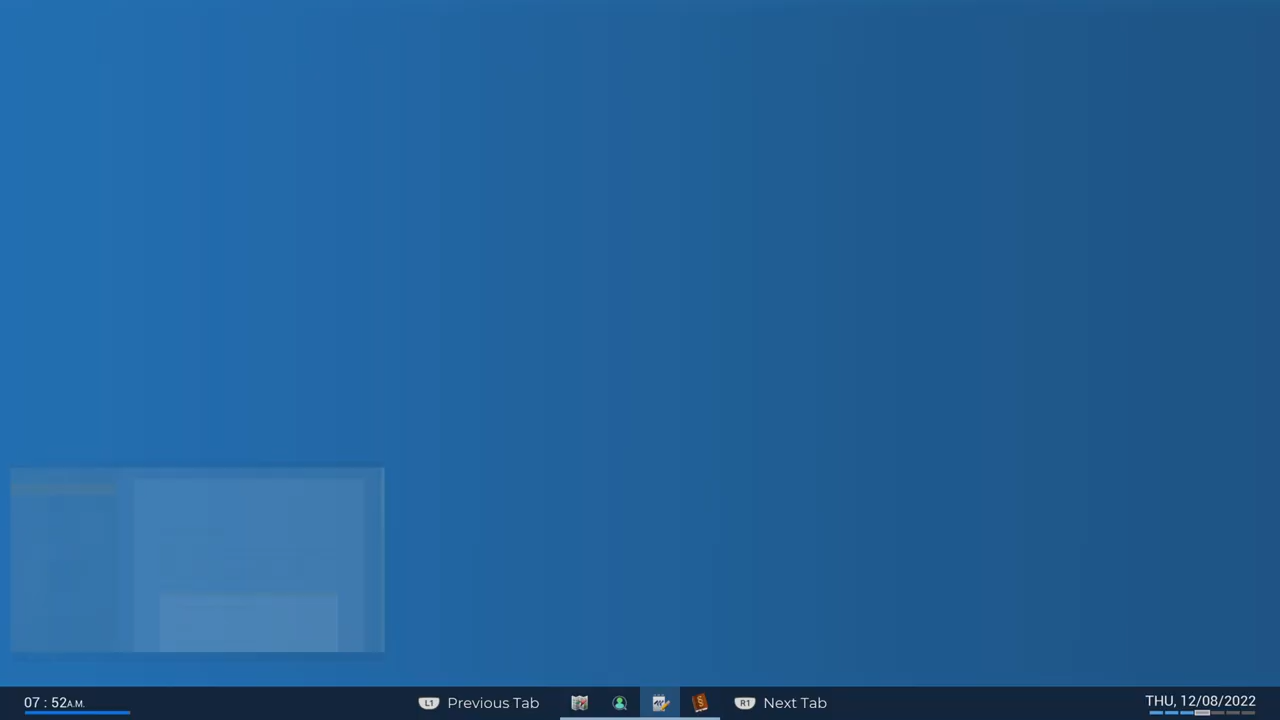 07 : 52A.M.
L1 Previous Tab
R1 Next Tab
THU, 12/08/2022